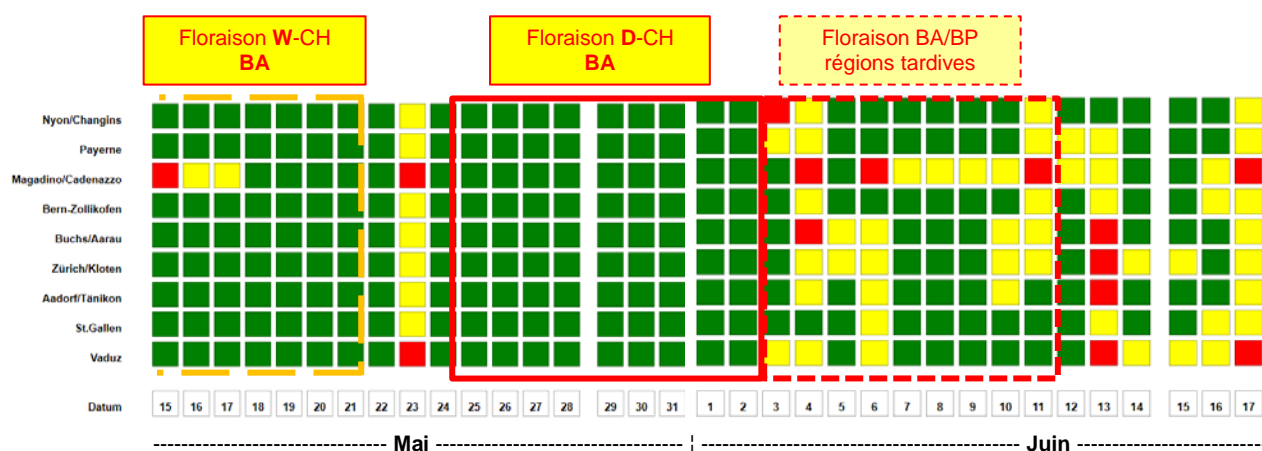 Floraison W-CH
BA
Floraison D-CH
BA
Floraison BA/BP
régions tardives
Nyon/Changins
Payerne
Magadino/Cadenazzo
Bern-Zollikofen
Buchs/Aarau
Zürich/Kloten
Aadorf/Tänikon
St.Gallen
Vaduz
Datum 15 16 17 18 19 20 21 22 23 24 25 26 27 28 29 30 31 1 2 3 4 5 6 7 8 9 10 11 12 13 14 15 16 17
Mai Juin